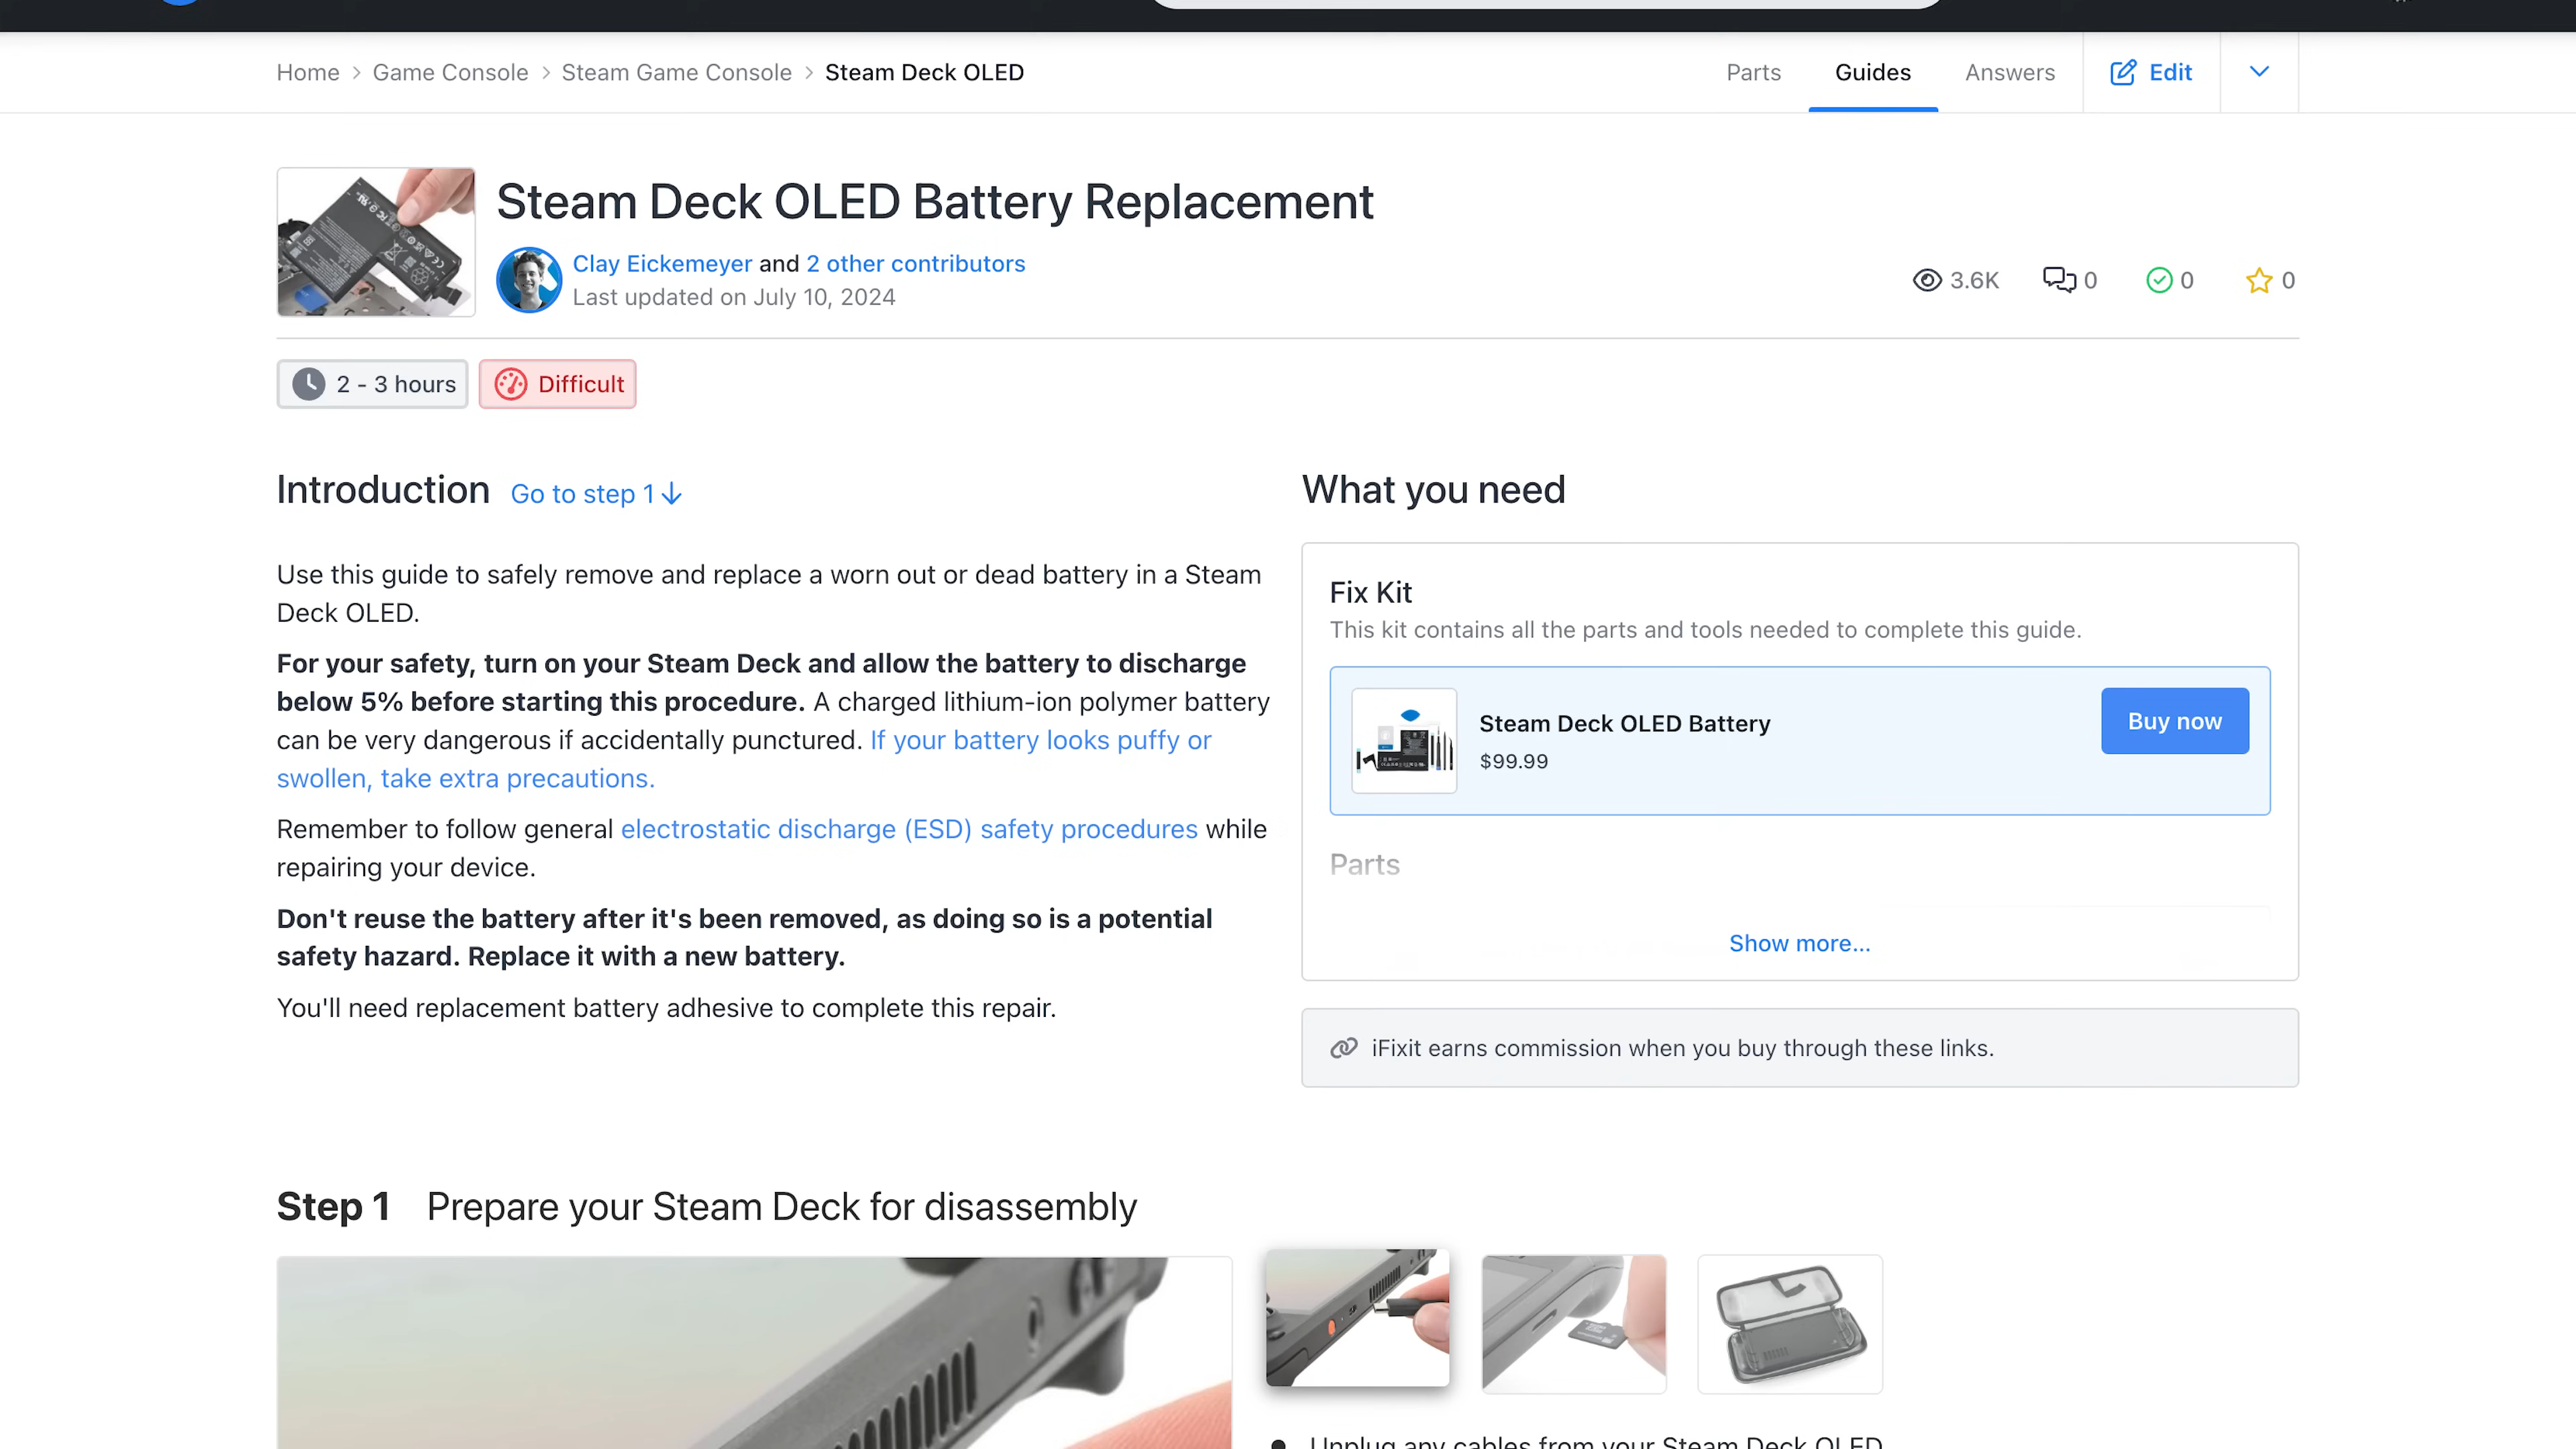 Home > Game Console > Steam Game Console > Steam Deck OLED
Parts
Guides
Answers
Edit
Steam Deck OLED Battery Replacement
Clay Eickemeyer and 2 other contributors
Last updated on July 10, 2024
3.6K
0
0
0
2 - 3 hours
Difficult
Introduction
Go to step 1
Use this guide to safely remove and replace a worn out or dead battery in a Steam
Deck OLED.
For your safety, turn on your Steam Deck and allow the battery to discharge
below 5% before starting this procedure. A charged lithium-ion polymer battery
can be very dangerous if accidentally punctured. If your battery looks puffy or
swollen, take extra precautions.
Remember to follow general electrostatic discharge (ESD) safety procedures while
repairing your device.
Don't reuse the battery after it's been removed, as doing so is a potential
safety hazard. Replace it with a new battery.
You'll need replacement battery adhesive to complete this repair.
What you need
Fix Kit
This kit contains all the parts and tools needed to complete this guide.
Steam Deck OLED Battery
$99.99
Buy now
Parts
Show more...
iFixit earns commission when you buy through these links.
Step 1 Prepare your Steam Deck for disassembly
Unplug any cables from your Steam Deck OLED